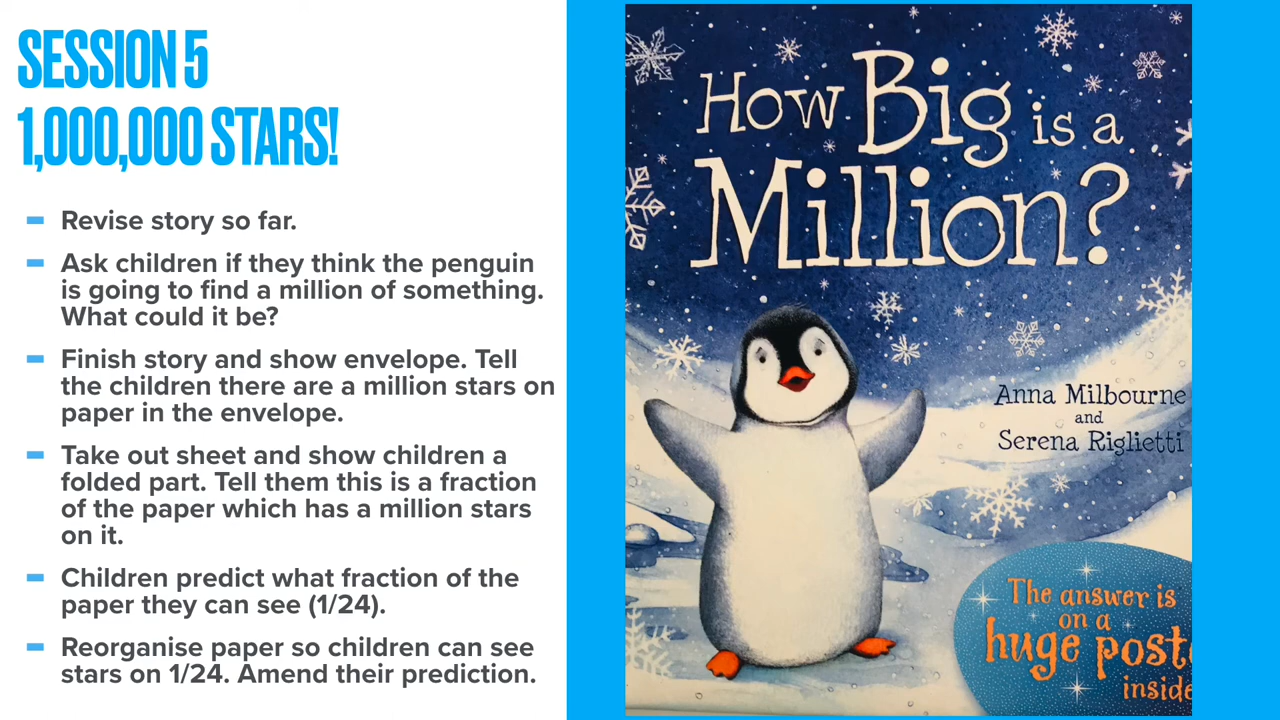 SESSION 5
1,000,000 STARS!
Revise story so far.
Ask children if they think the penguin
is going to find a million of something.
What could it be?
Finish story and show envelope. Tell
the children there are a million stars on
paper in the envelope.
Take out sheet and show children a
folded part. Tell them this is a fraction
of the paper which has a million stars
on it.
Children predict what fraction of the
paper they can see (1/24).
Reorganise paper so children can see
stars on 1/24. Amend their prediction.
How Big is a
Million?
Anna Milbourne
and
Serena Riglietti
The answer is
on a
huge post
inside